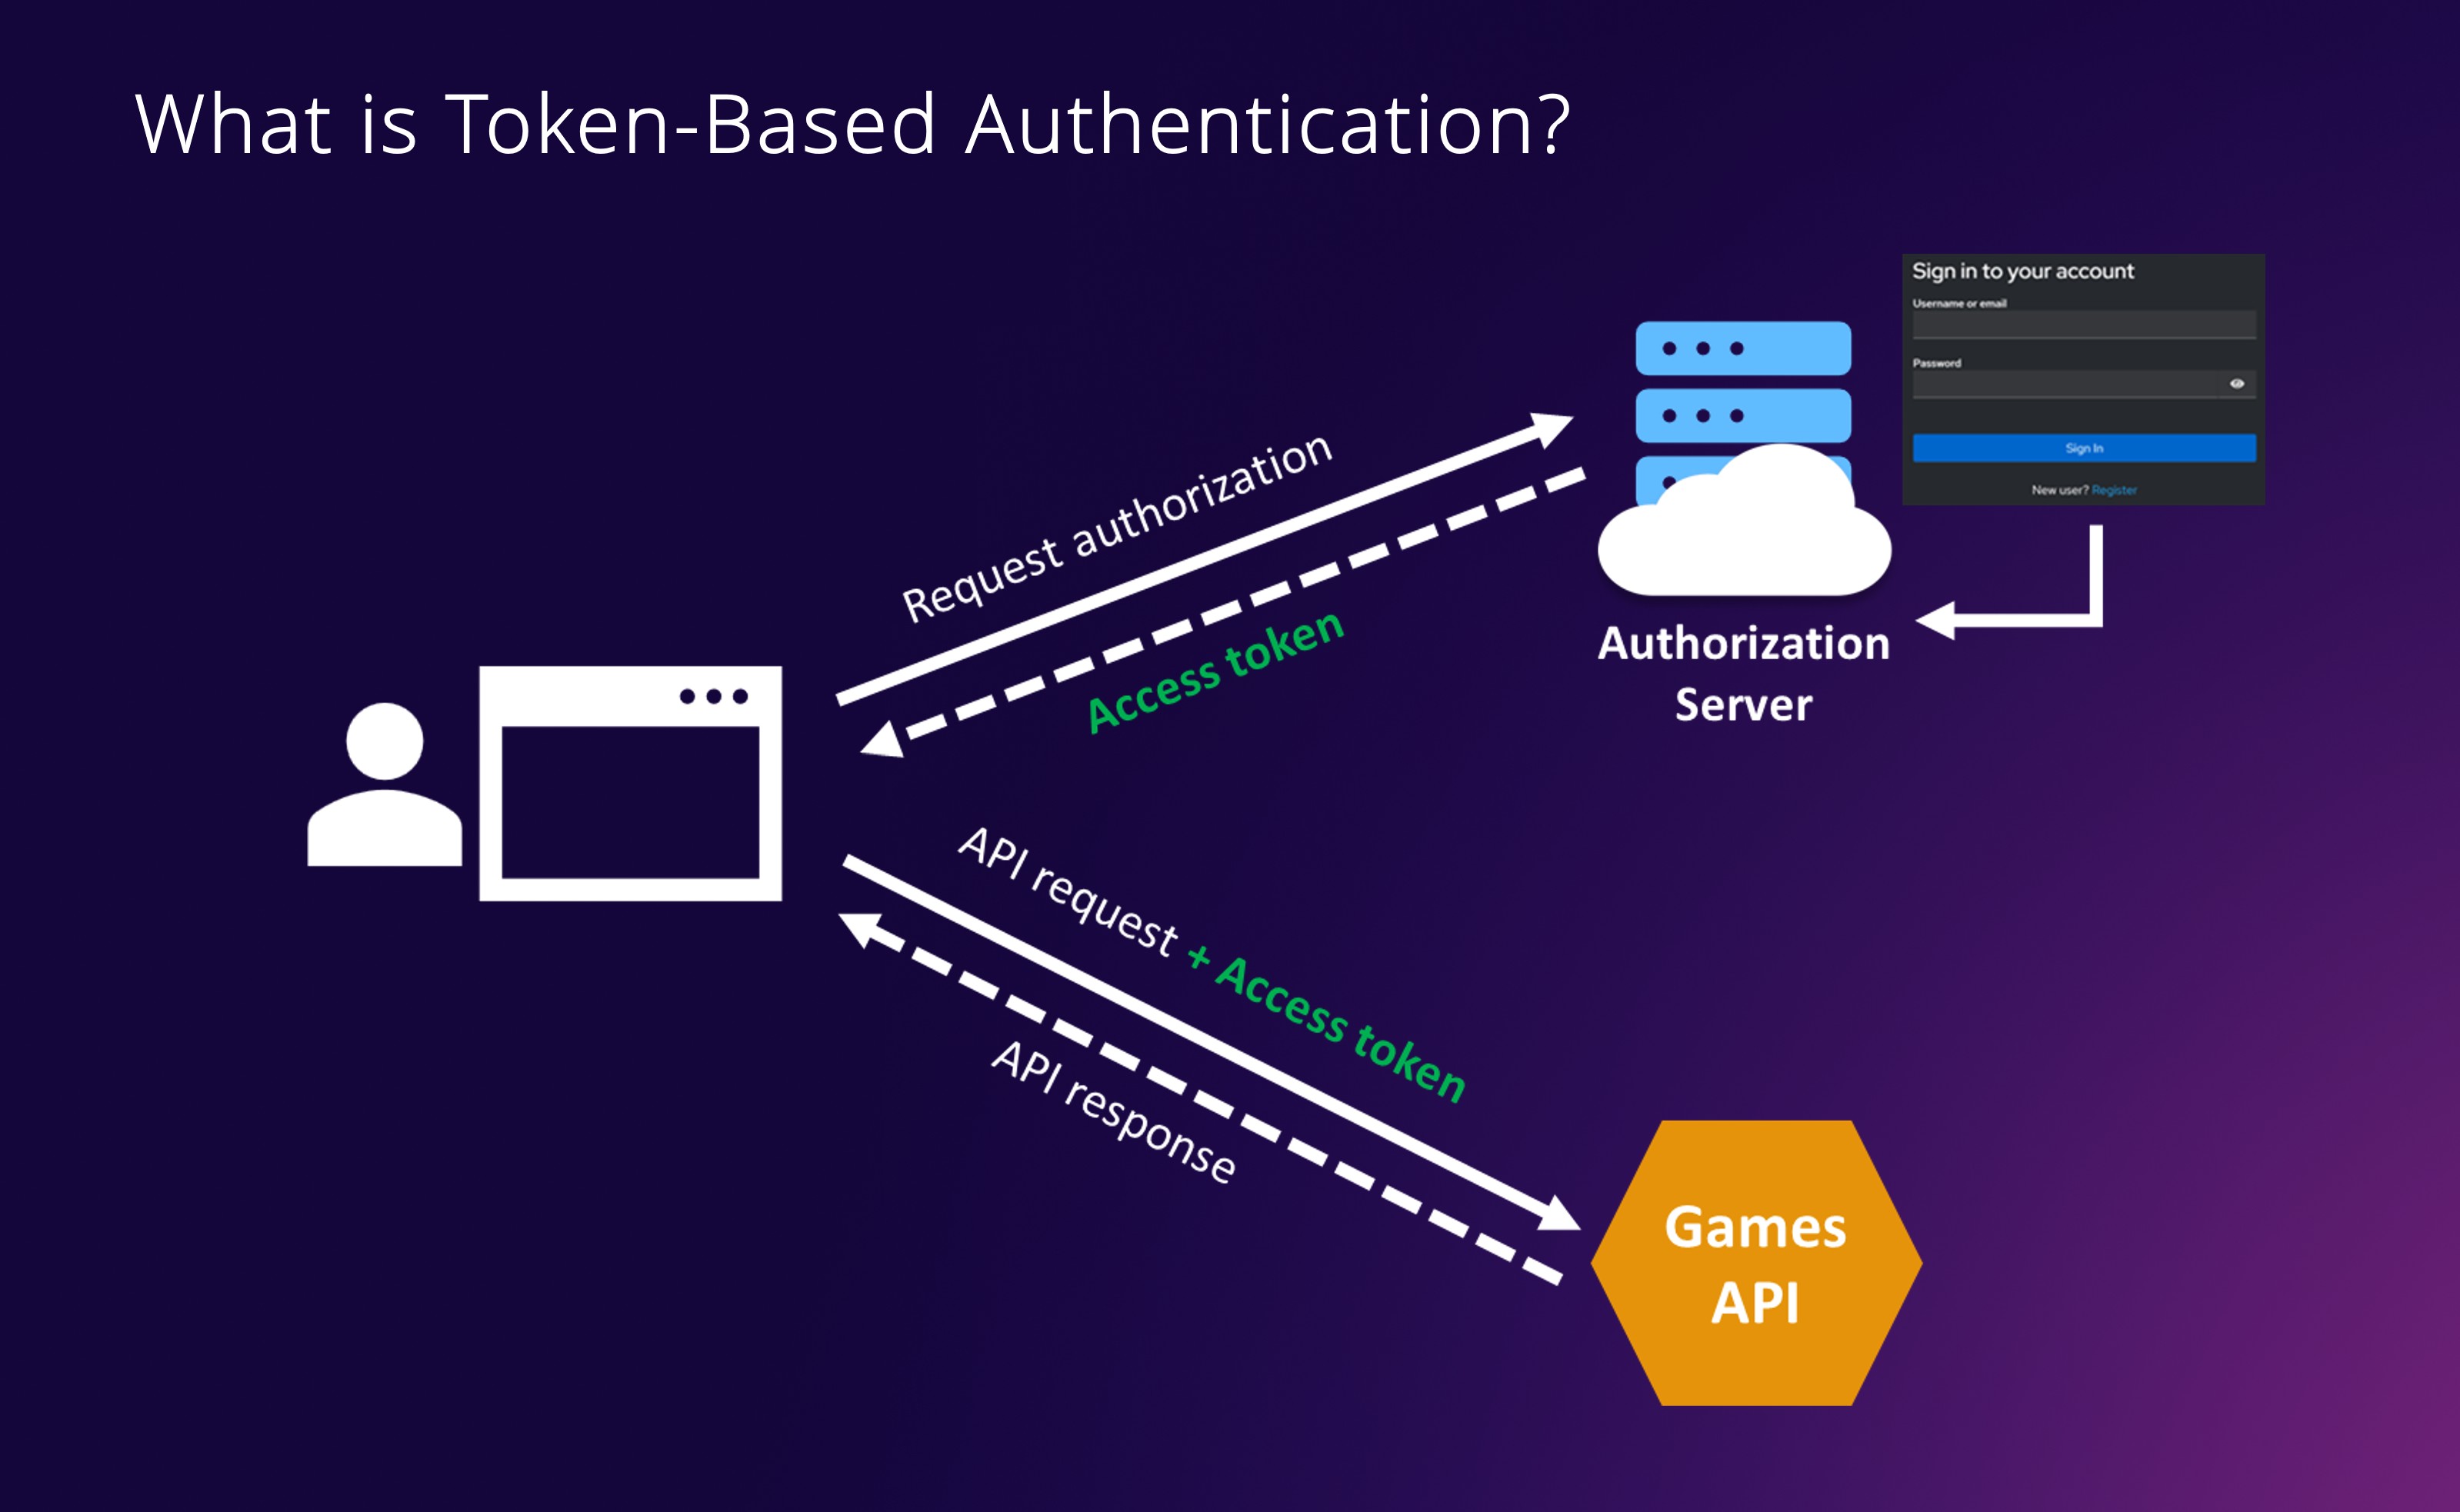 What is Token-Based Authentication?
Sign in to your account
Username or email
Password
Sign In
New user? Register
Request authorization
Access token
Authorization
Server
API request + Access token
API response
Games
API